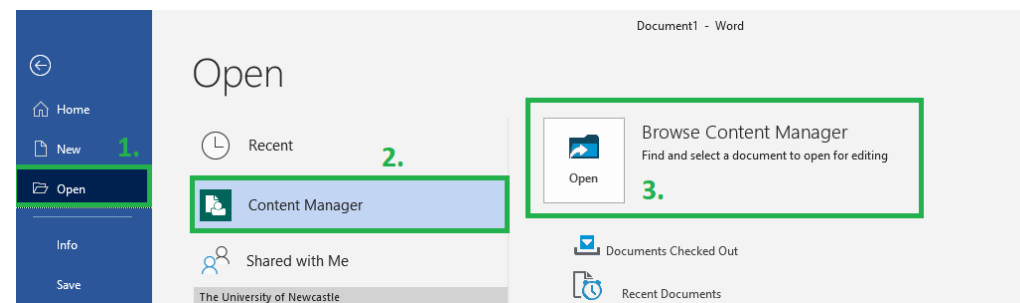 Document1 - Word
Home
New
1.
Open
Info
Save
Open
Recent
2.
Content Manager
Shared with Me
The University of Newcastle
Open
Browse Content Manager
Find and select a document to open for editing
3.
Documents Checked Out
Recent Documents